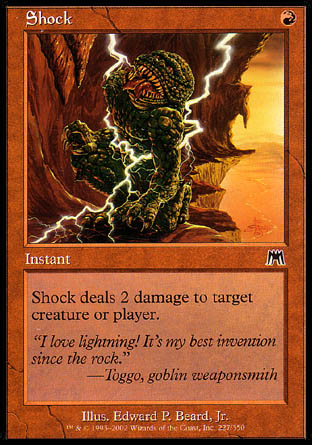 Shock
Instant
Shock deals 2 damage to target
creature or player.
"I love lightning! It's my best invention
since the rock."
—Toggo, goblin weaponsmith
Illus. Edward P. Beard, Jr.
™ & © 1993–2002 Wizards of the Coast, Inc. 227/350